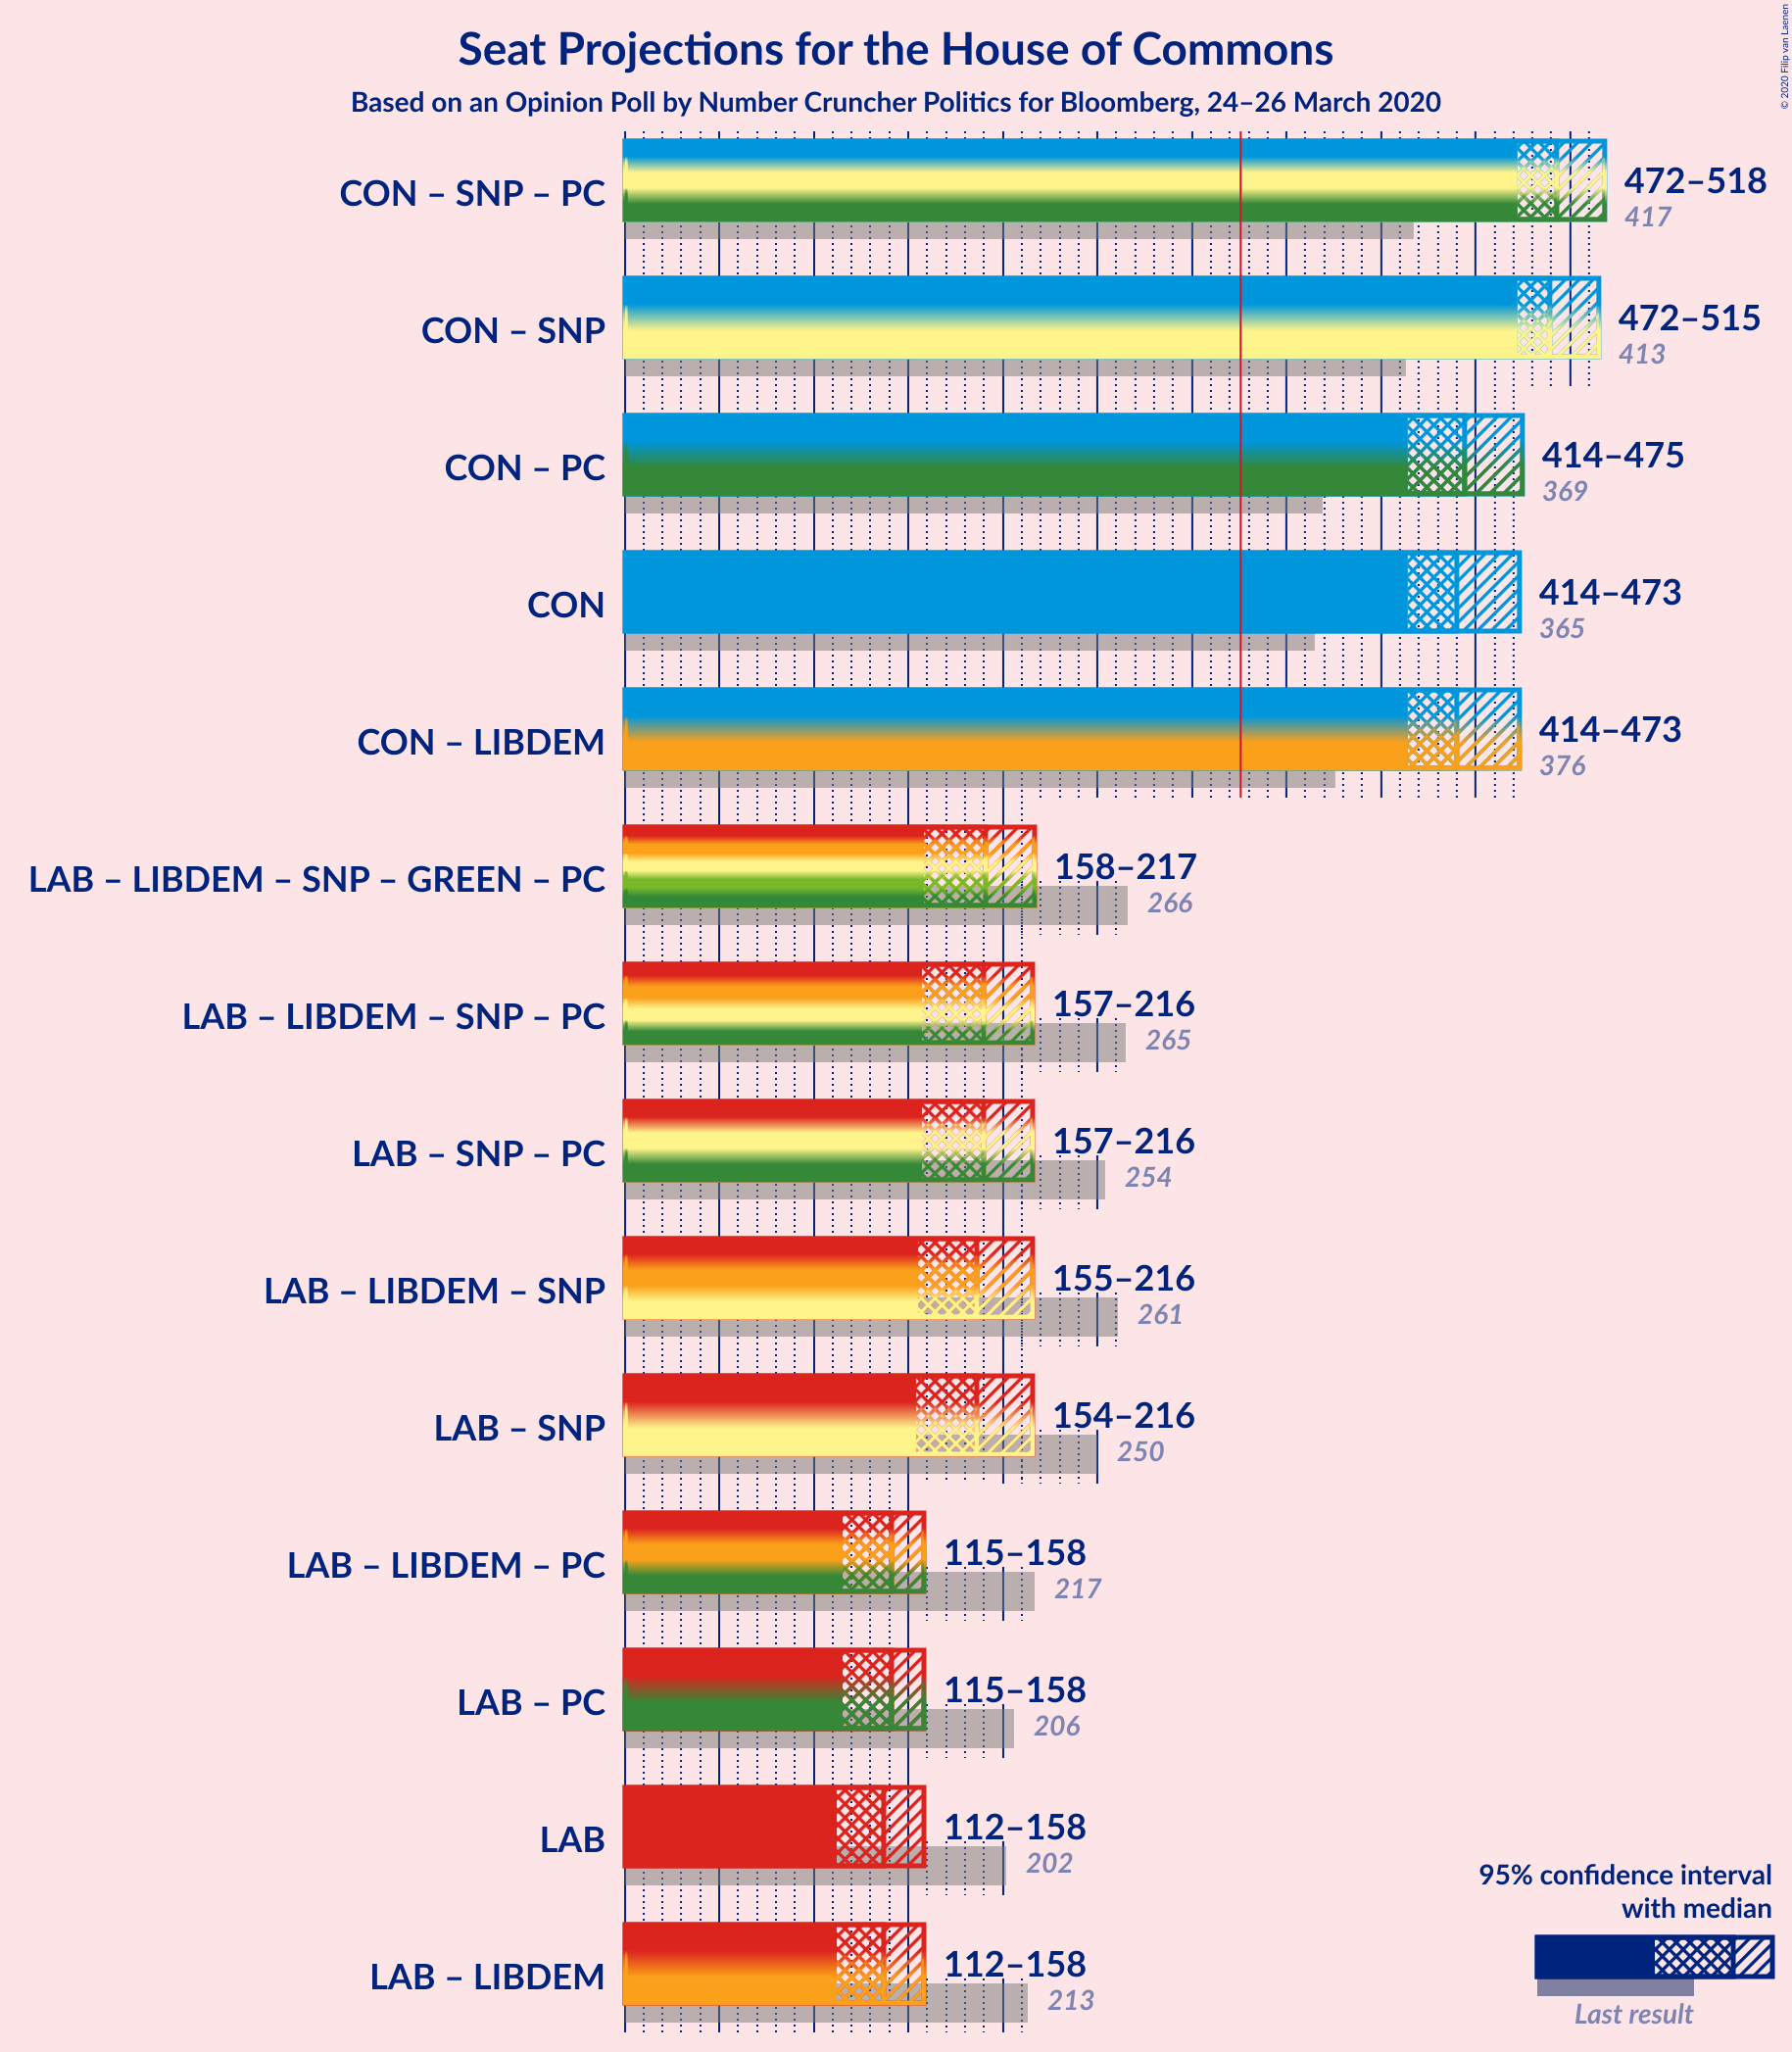 Seat Projections for the House of Commons
Based on an Opinion Poll by Number Cruncher Politics for Bloomberg, 24–26 March 2020
© 2020 Filip van Laenen
CON – SNP – PC
472–518
417
CON – SNP
472–515
413
CON – PC
414–475
369
CON
414–473
365
CON – LIBDEM
414–473
376
LAB – LIBDEM – SNP – GREEN – PC
158–217
266
LAB – LIBDEM – SNP – PC
157–216
265
LAB – SNP – PC
157–216
254
LAB – LIBDEM – SNP
155–216
261
LAB – SNP
154–216
250
LAB – LIBDEM – PC
115–158
217
LAB – PC
115–158
206
LAB
112–158
202
LAB – LIBDEM
112–158
213
95% confidence interval
with median
Last result